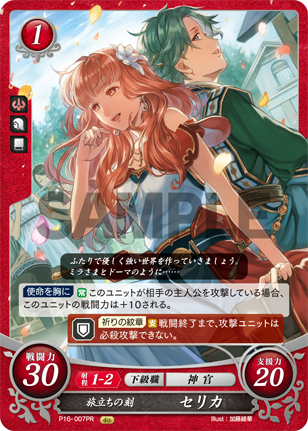 1
SAMPLE
ふたりで優しく強い世界を作っていきましょう。
ミラさまとドーマのように……
使命を胸に 常 このユニットが相手の主人公を攻撃している場合、
このユニットの戦闘力は+10される。
祈りの紋章 支 戦闘終了まで、攻撃ユニットは
必殺攻撃できない。
戦闘力 30
射程 1-2 下級職 神官
支援力 20
旅立ちの刻 セリカ
P16-007PR Illust:加藤綾華